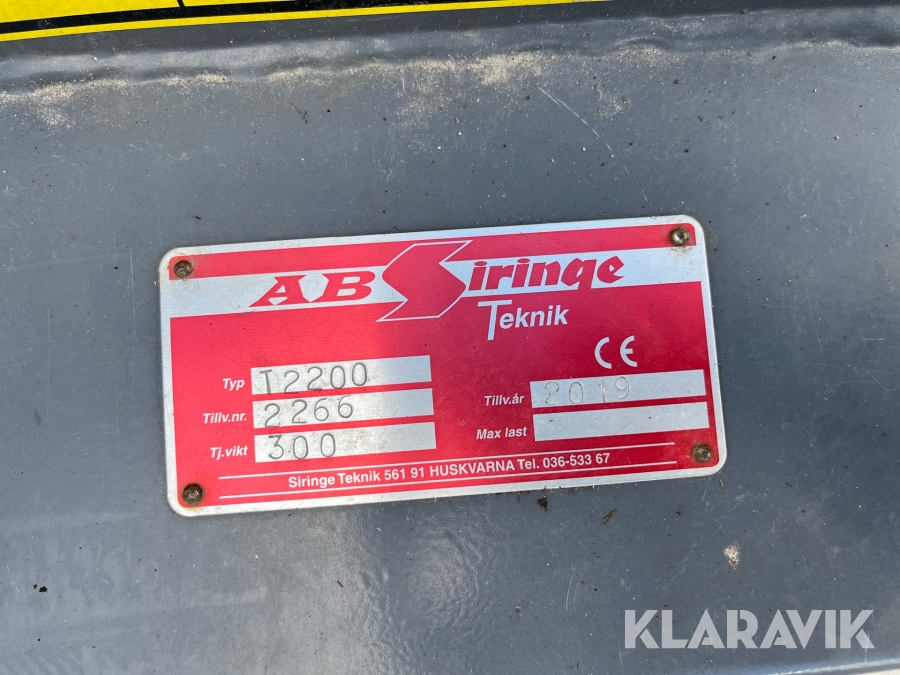 AB Siringe
Teknik
CE
Typ T2200
Tillv.nr. 2266
Tj.vikt 300
Tillv.år 2019
Max last
Siringe Teknik 561 91 HUSKVARNA Tel. 036-533 67
KLARAVIK